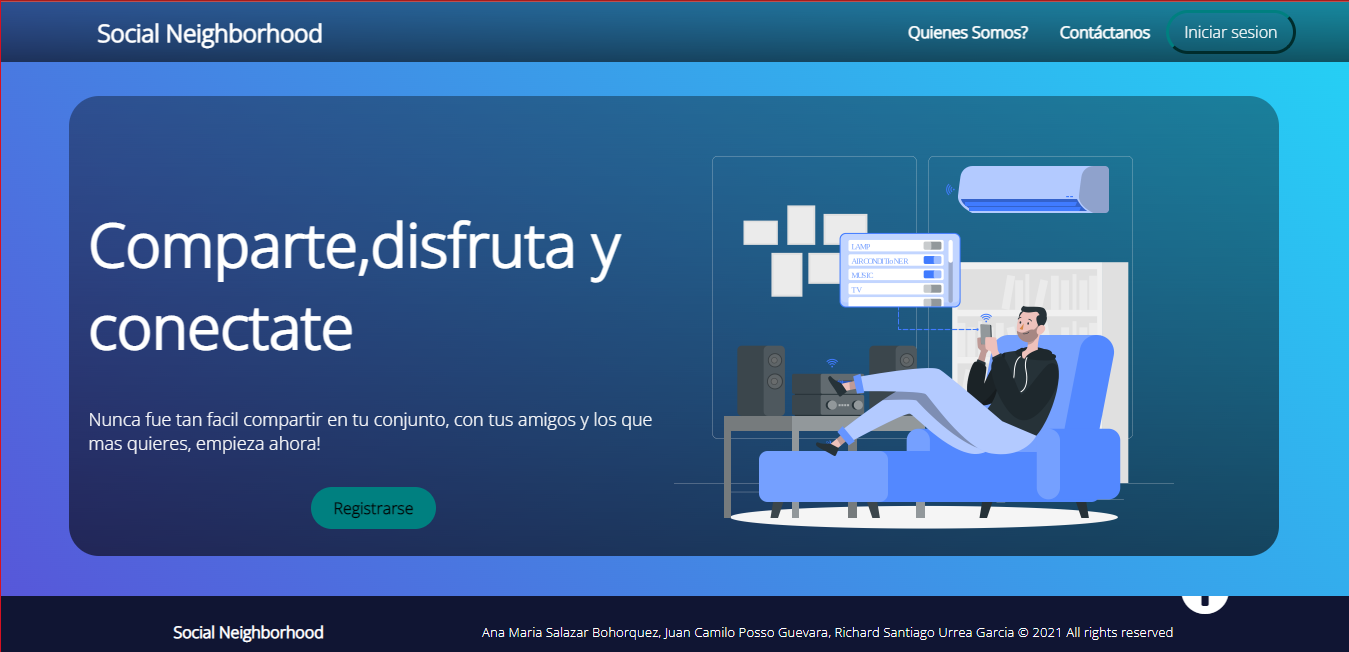 Social Neighborhood
Quienes Somos?
Contáctanos
Iniciar sesion
Comparte,disfruta y
conectate
Nunca fue tan facil compartir en tu conjunto, con tus amigos y los que
mas quieres, empieza ahora!
Registrarse
LAMP
AIRCONDITIoNER
MUSIC
TV
Social Neighborhood
Ana Maria Salazar Bohorquez, Juan Camilo Posso Guevara, Richard Santiago Urrea Garcia © 2021 All rights reserved